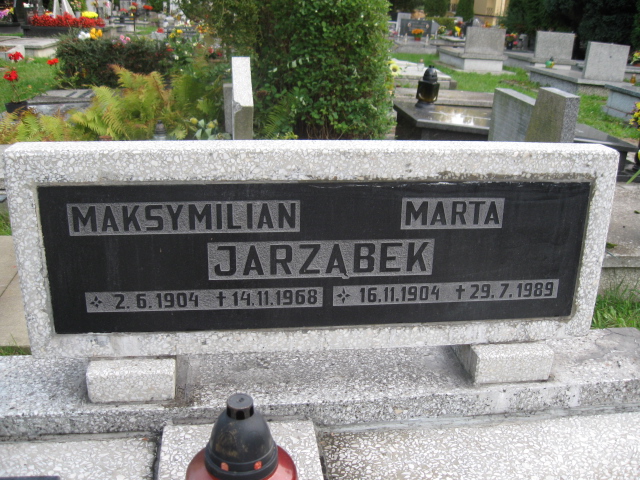 MAKSYMILIAN MARTA
JARZĄBEK
2.6.1904 † 14.11.1968 16.11.1904 † 29.7.1989